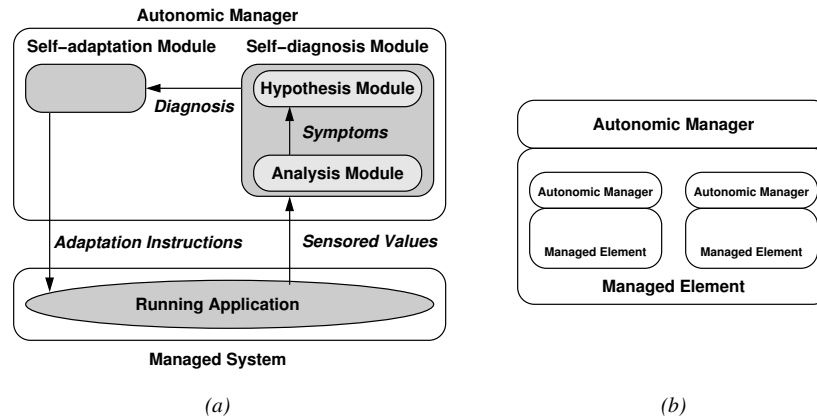 Autonomic Manager
Self–adaptation Module
Self–diagnosis Module
Hypothesis Module
Diagnosis
Symptoms
Analysis Module
Adaptation Instructions
Sensored Values
Running Application
Managed System
(a)
Autonomic Manager
Autonomic Manager
Autonomic Manager
Managed Element
Managed Element
Managed Element
(b)